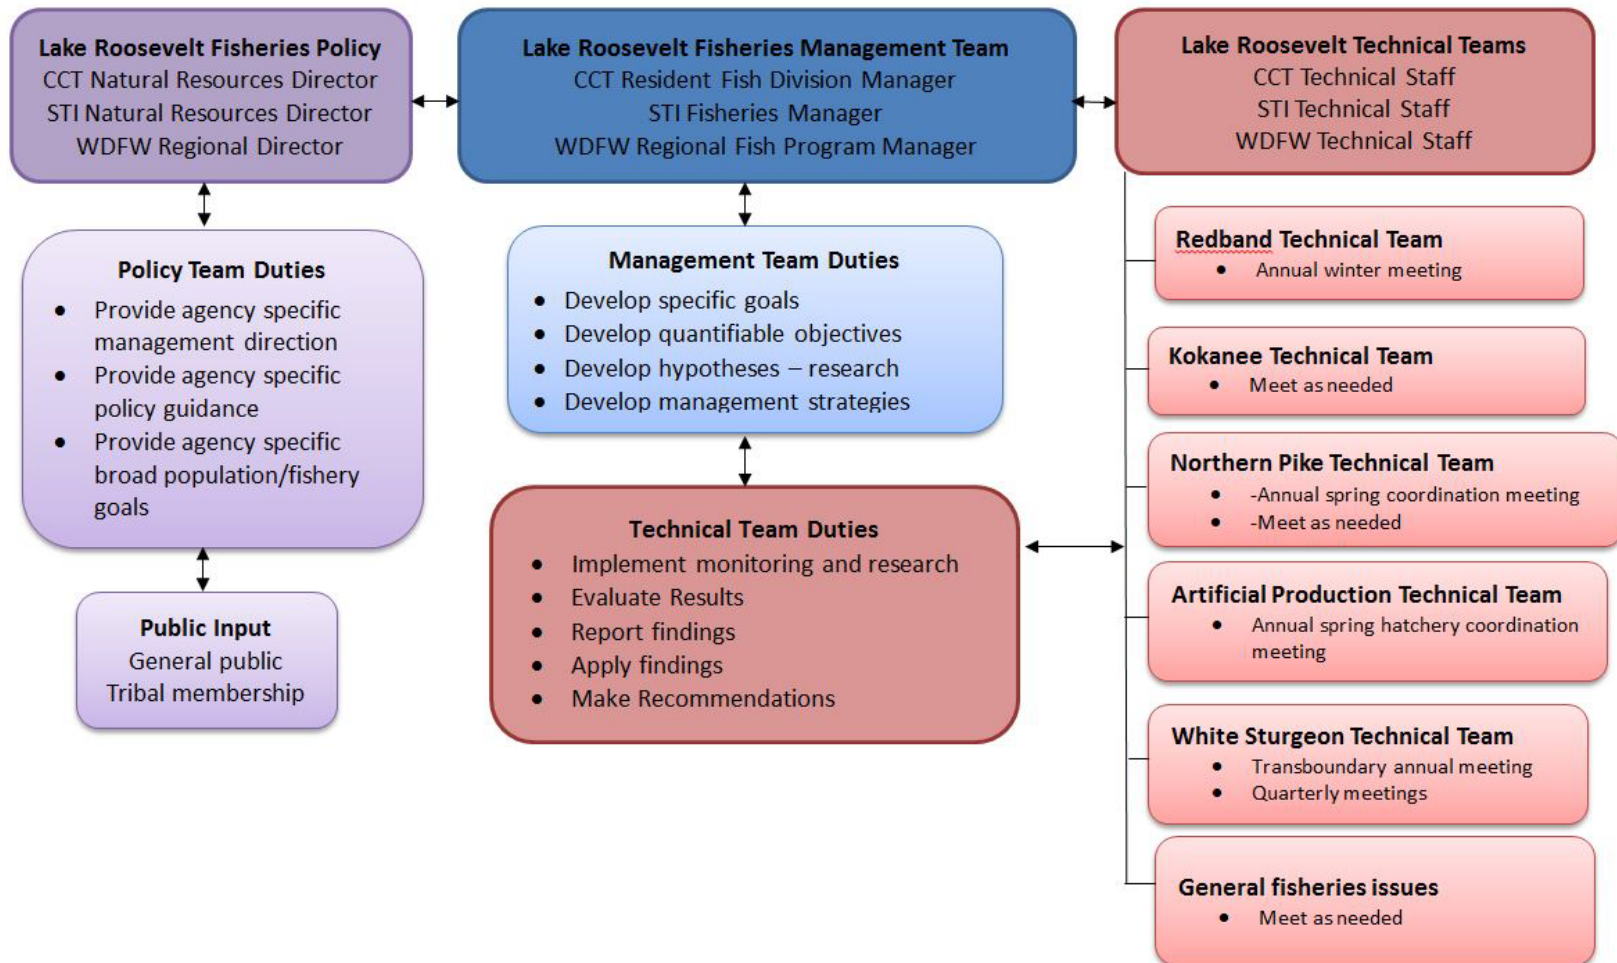 Lake Roosevelt Fisheries Policy
CCT Natural Resources Director
STI Natural Resources Director
WDFW Regional Director
Lake Roosevelt Fisheries Management Team
CCT Resident Fish Division Manager
STI Fisheries Manager
WDFW Regional Fish Program Manager
Lake Roosevelt Technical Teams
CCT Technical Staff
STI Technical Staff
WDFW Technical Staff
Policy Team Duties
• Provide agency specific
management direction
• Provide agency specific
policy guidance
• Provide agency specific
broad population/fishery
goals
Public Input
General public
Tribal membership
Management Team Duties
• Develop specific goals
• Develop quantifiable objectives
• Develop hypotheses – research
• Develop management strategies
Technical Team Duties
• Implement monitoring and research
• Evaluate Results
• Report findings
• Apply findings
• Make Recommendations
Redband Technical Team
• Annual winter meeting
Kokanee Technical Team
• Meet as needed
Northern Pike Technical Team
• -Annual spring coordination meeting
• -Meet as needed
Artificial Production Technical Team
• Annual spring hatchery coordination
meeting
White Sturgeon Technical Team
• Transboundary annual meeting
• Quarterly meetings
General fisheries issues
• Meet as needed